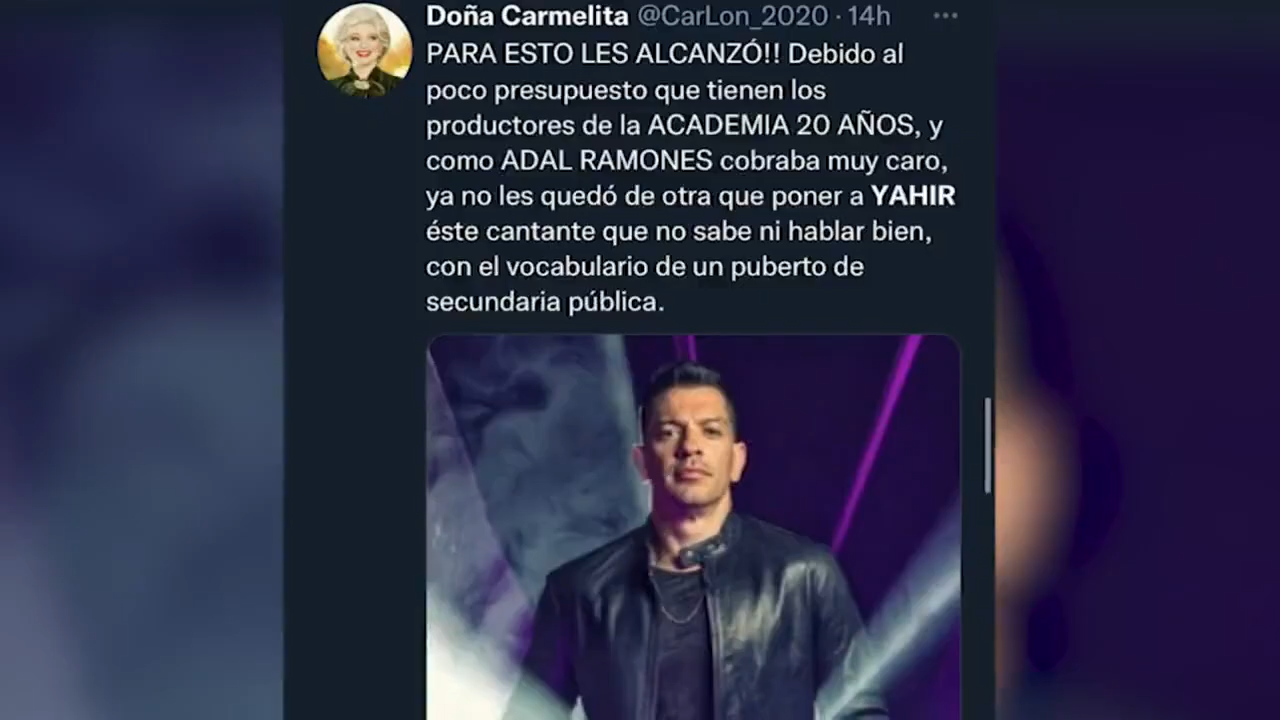 Doña Carmelita @CarLon_2020 · 14h
PARA ESTO LES ALCANZÓ!! Debido al
poco presupuesto que tienen los
productores de la ACADEMIA 20 AÑOS, y
como ADAL RAMONES cobraba muy caro,
ya no les quedó de otra que poner a YAHIR
éste cantante que no sabe ni hablar bien,
con el vocabulario de un puberto de
secundaria pública.